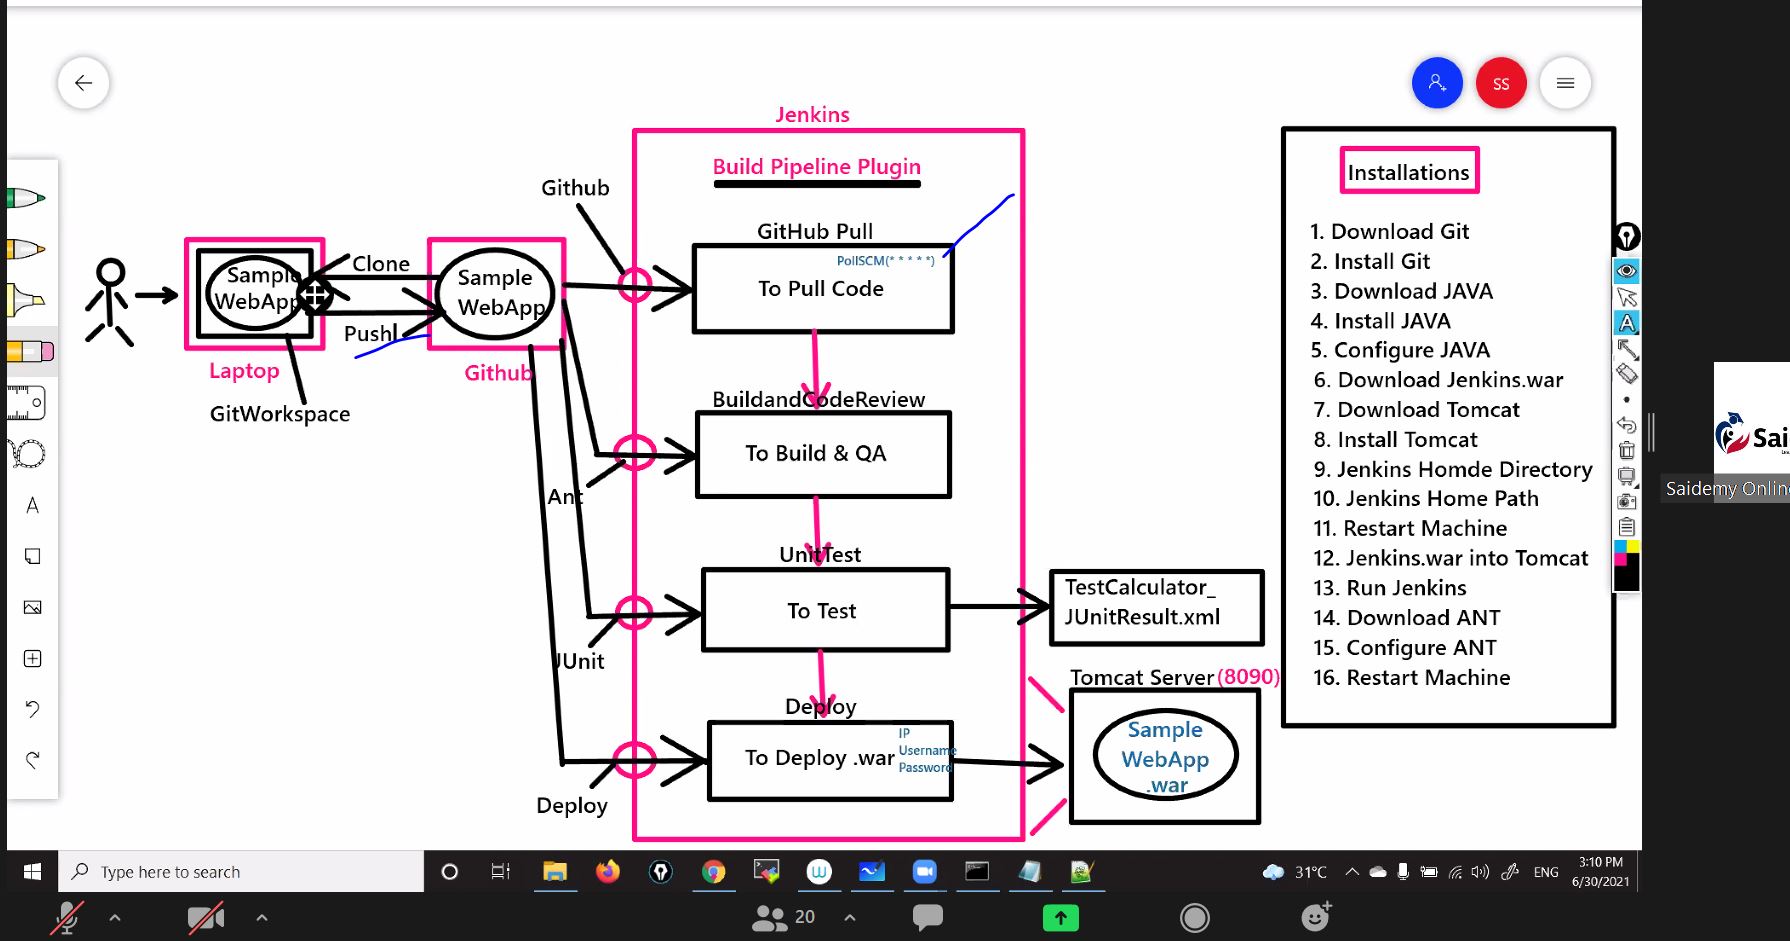 SS
Jenkins
Build Pipeline Plugin
Github
GitHub Pull
PollSCM(* * * * *)
To Pull Code
Clone
Sample
WebApp
Sample
WebApp
Push
Laptop
Github
GitWorkspace
BuildandCodeReview
To Build & QA
Ant
UnitTest
To Test
JUnit
TestCalculator_
JUnitResult.xml
Deploy
To Deploy .war
IP
Username
Password
Deploy
Tomcat Server (8090)
Sample
WebApp
.war
Installations
1. Download Git
2. Install Git
3. Download JAVA
4. Install JAVA
5. Configure JAVA
6. Download Jenkins.war
7. Download Tomcat
8. Install Tomcat
9. Jenkins Homde Directory
10. Jenkins Home Path
11. Restart Machine
12. Jenkins.war into Tomcat
13. Run Jenkins
14. Download ANT
15. Configure ANT
16. Restart Machine
A
A
Sai
Saidemy Onlin
Type here to search
31°C
ENG
3:10 PM
6/30/2021
20